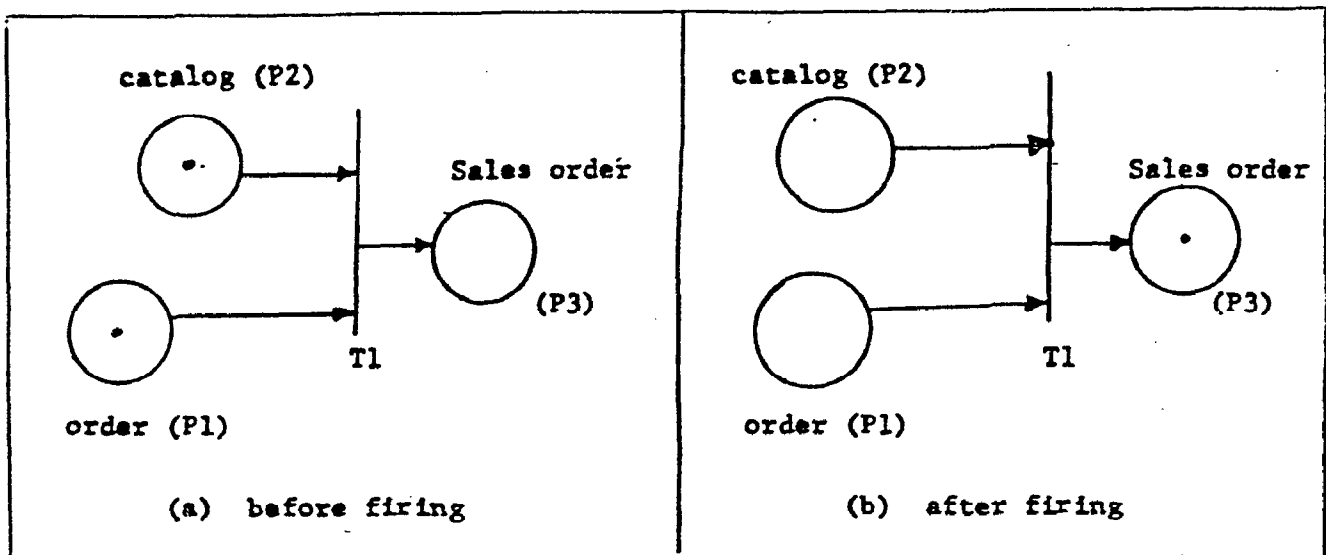 catalog (P2)
Sales order
(P3)
T1
order (P1)
(a) before firing
catalog (P2)
Sales order
(P3)
T1
order (P1)
(b) after firing